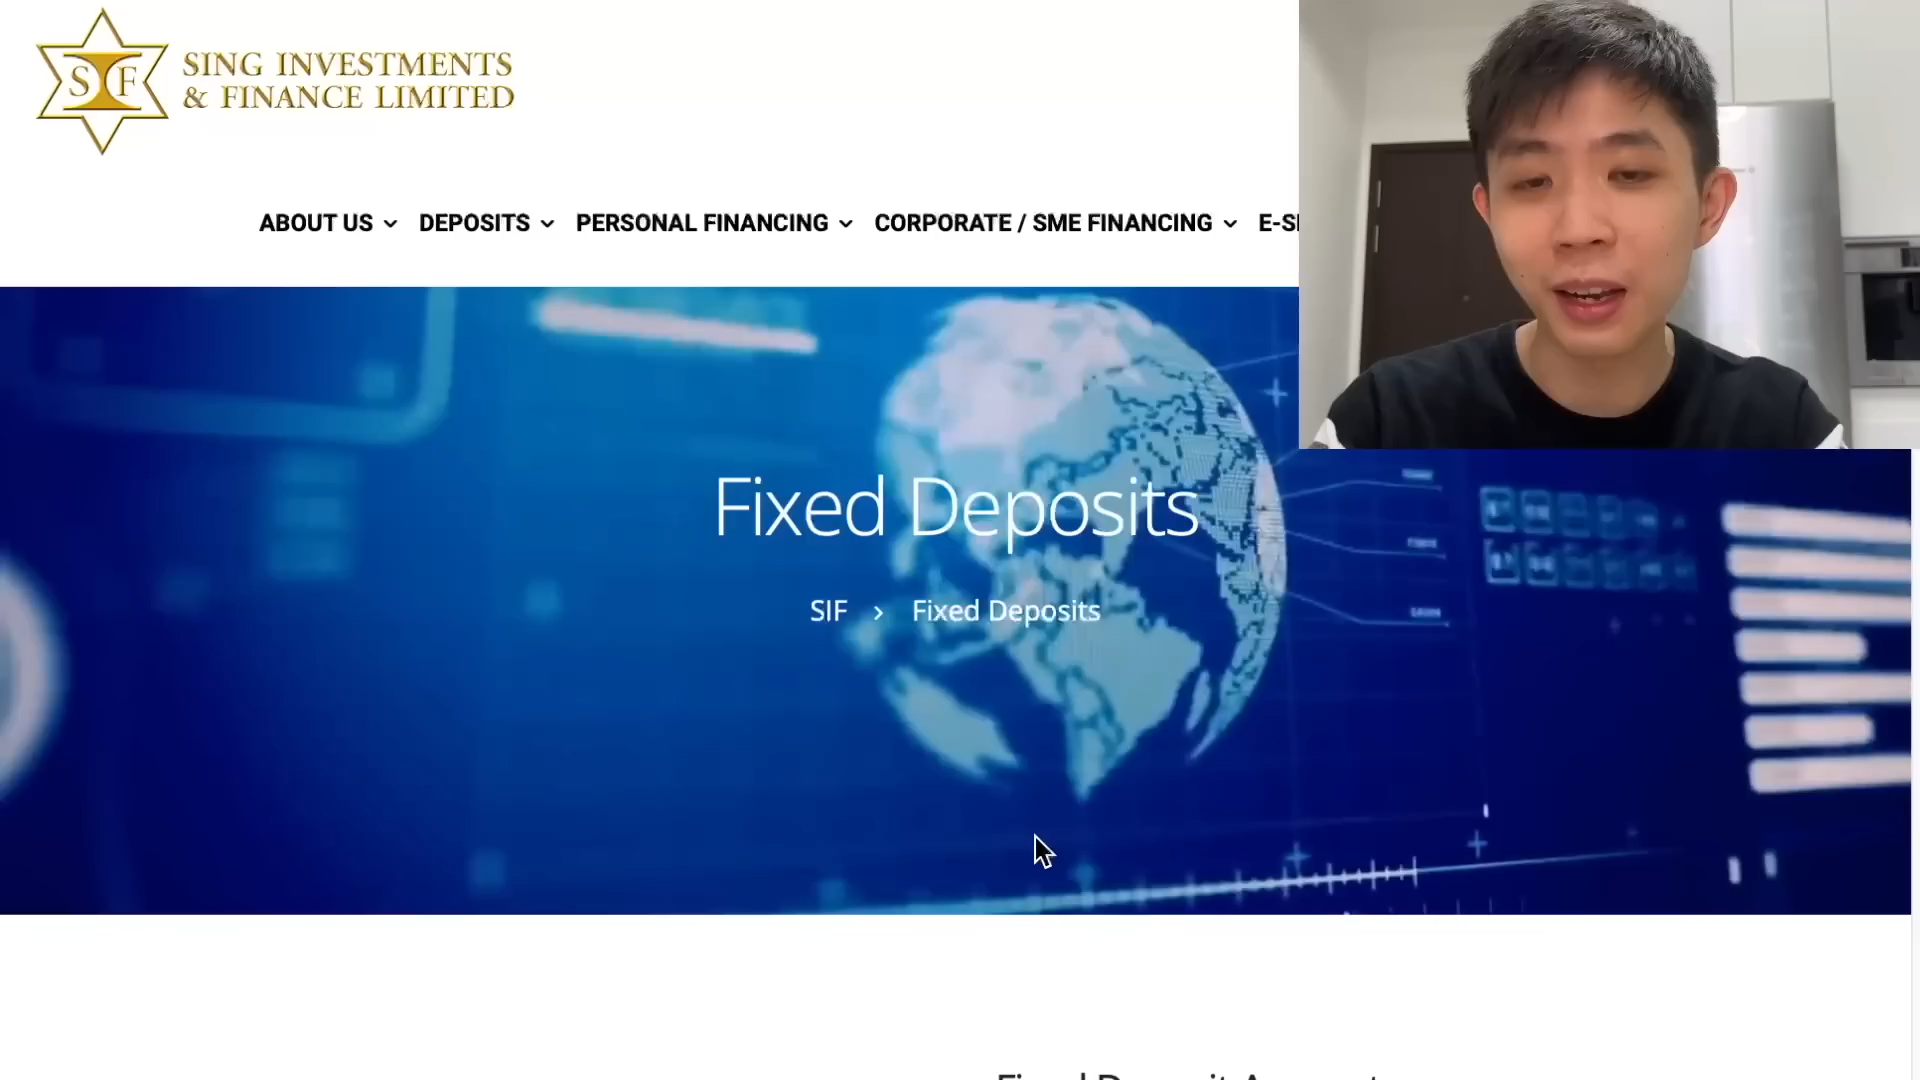 SING INVESTMENTS
& FINANCE LIMITED
S F
ABOUT US DEPOSITS PERSONAL FINANCING CORPORATE / SME FINANCING
Fixed Deposits
SIF > Fixed Deposits